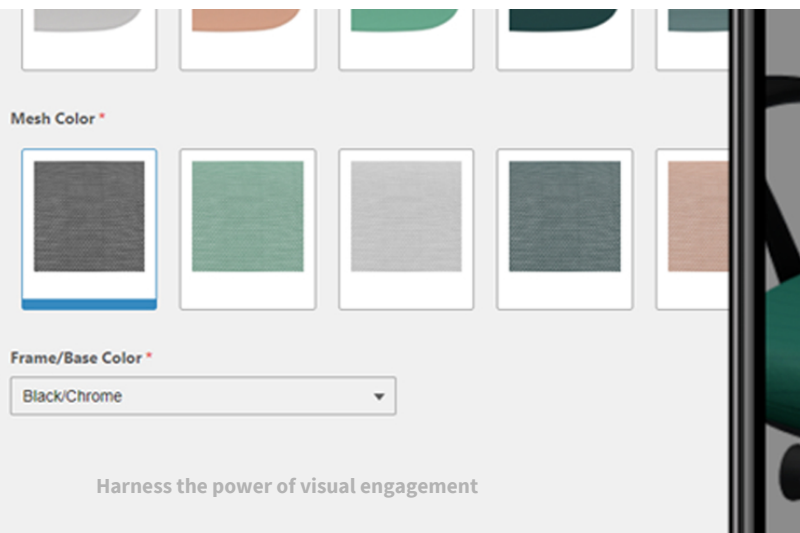 Mesh Color *
Frame/Base Color *
Black/Chrome
Harness the power of visual engagement